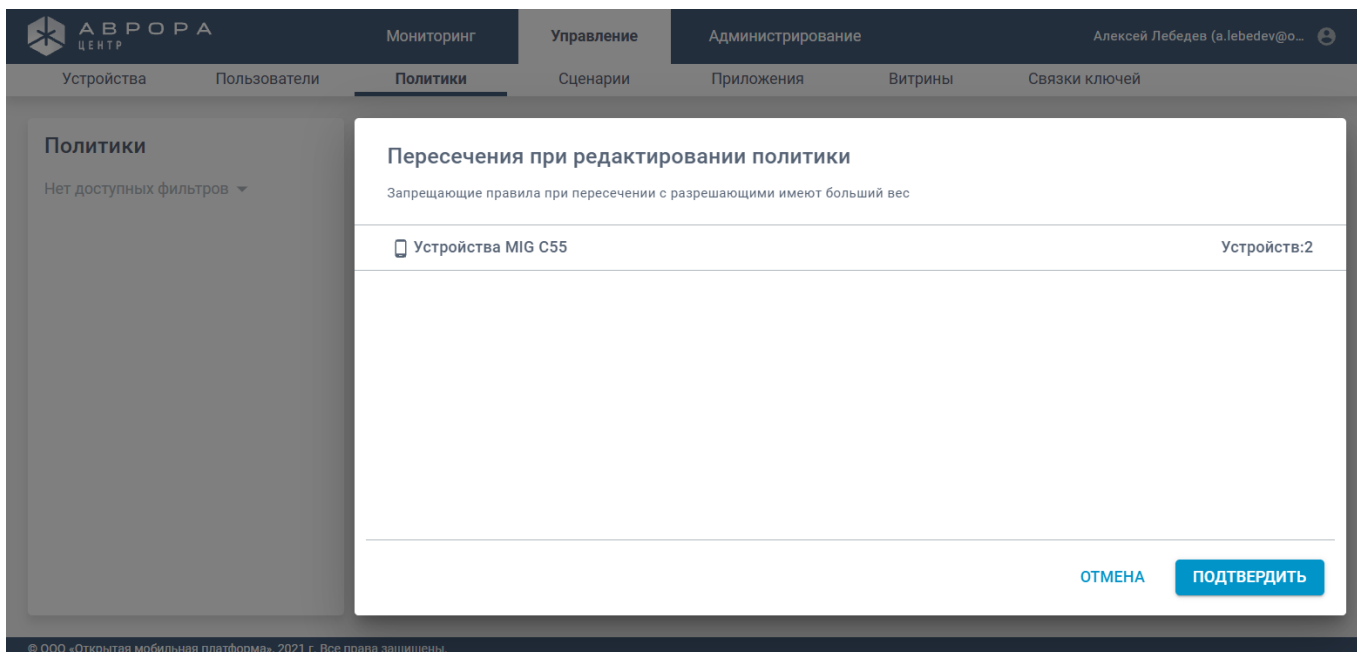 АВРОРА
ЦЕНТР
Мониторинг
Управление
Администрирование
Алексей Лебедев (a.lebedev@o...
Устройства
Пользователи
Политики
Сценарии
Приложения
Витрины
Связки ключей
Политики
Нет доступных фильтров
Пересечения при редактировании политики
Запрещающие правила при пересечении с разрешающими имеют больший вес
Устройства MIG C55
Устройств:2
ОТМЕНА
ПОДТВЕРДИТЬ
© ООО «Открытая мобильная платформа», 2021 г. Все права защищены.